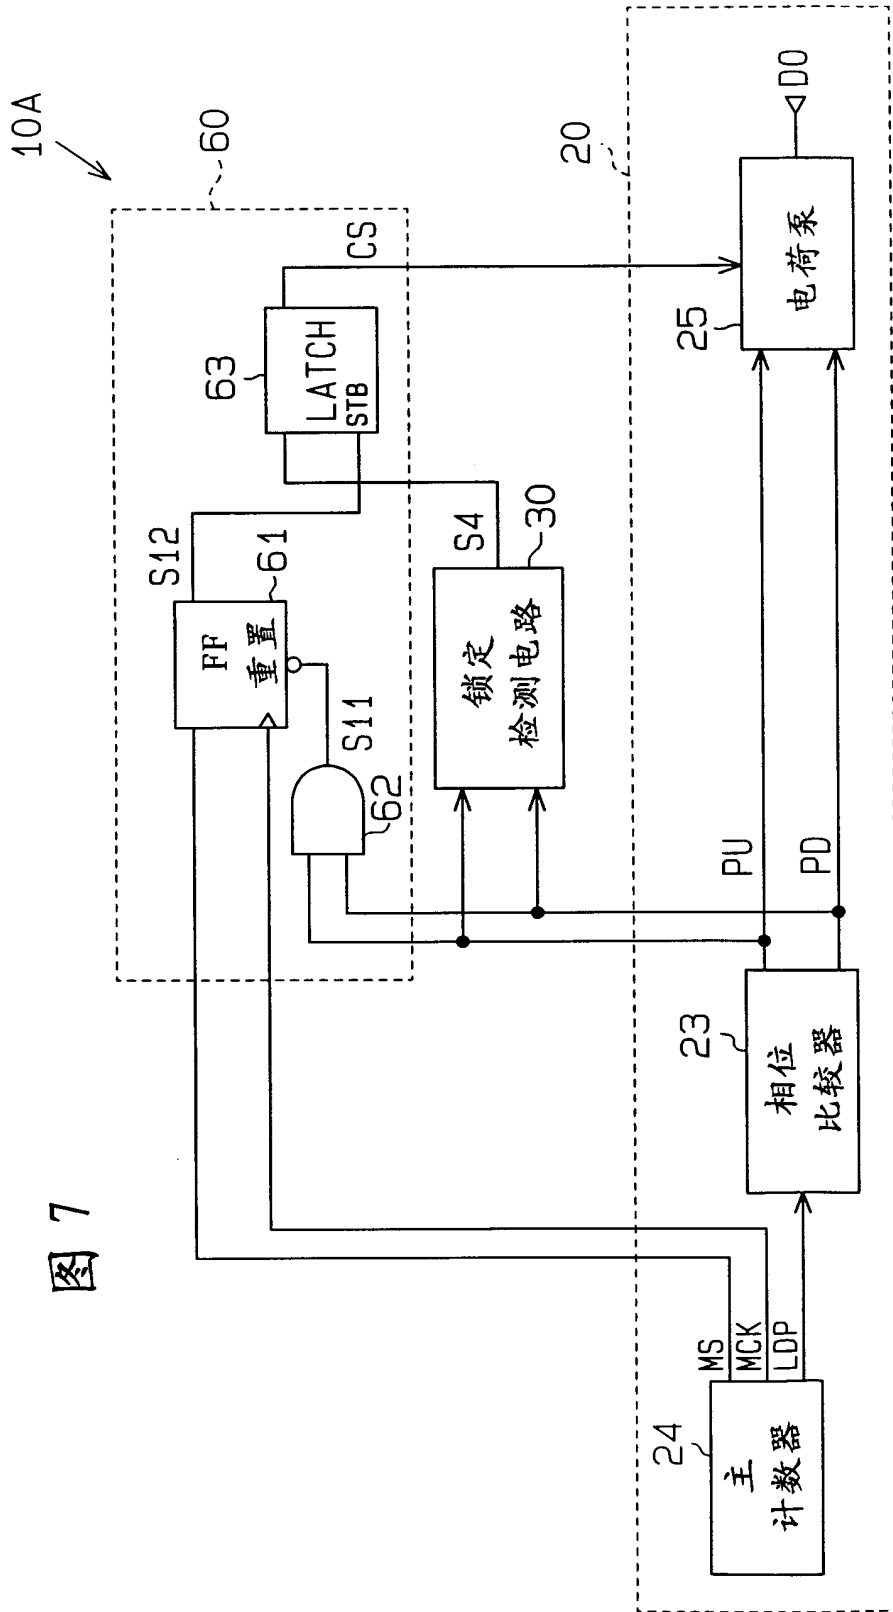 图 7
10A
60
S12
61
FF
重置
63
LATCH
STB
CS
S11
62
S4
30
锁定
检测电路
20
MS
MCK
LDP
24
主
计数器
23
相位
比较器
PU
PD
25
电荷泵
DO